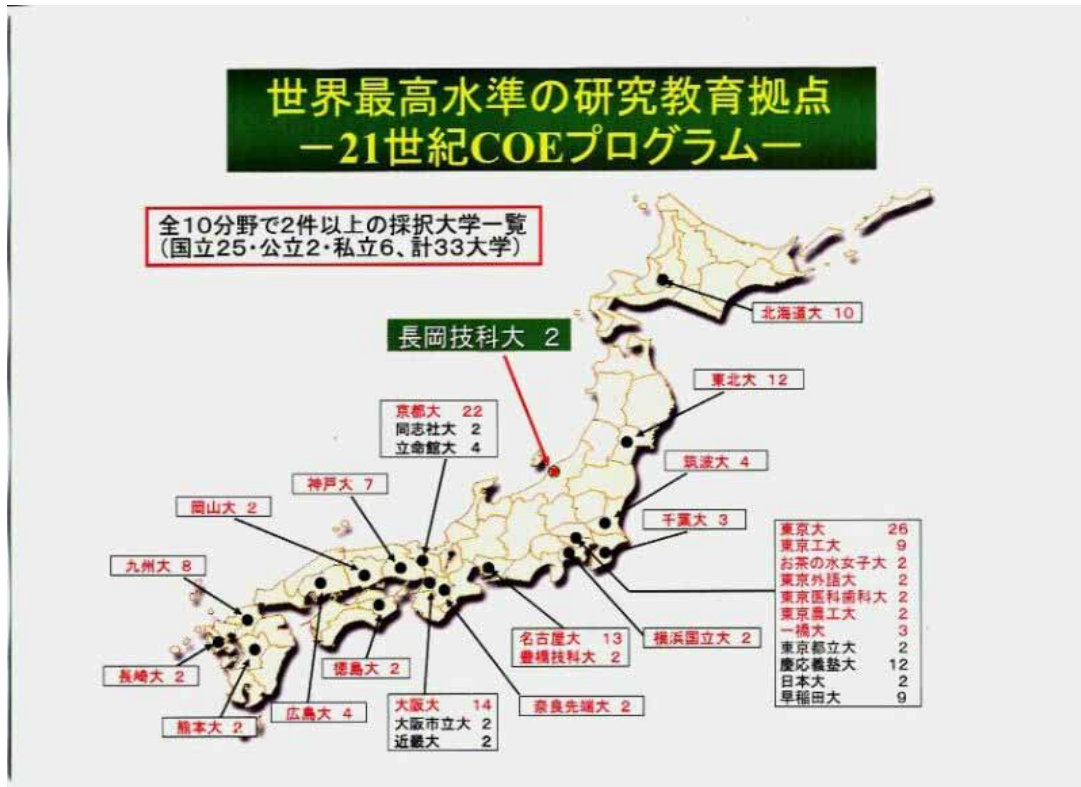 世界最高水準の研究教育拠点
－21世紀COEプログラム－
全10分野で2件以上の採択大学一覧
（国立25・公立2・私立6、計33大学）
北海道大 10
長岡技科大 2
東北大 12
京都大 22
同志社大 2
立命館大 4
筑波大 4
神戸大 7
岡山大 2
千葉大 3
九州大 8
東京大 26
東京工大 9
お茶の水女子大 2
東京外語大 2
東京医科歯科大 2
東京農工大 2
一橋大 3
東京都立大 2
慶応義塾大 12
日本大 2
早稲田大 9
名古屋大 13
豊橋技科大 2
横浜国立大 2
徳島大 2
長崎大 2
熊本大 2
広島大 4
大阪大 14
大阪市立大 2
近畿大 2
奈良先端大 2